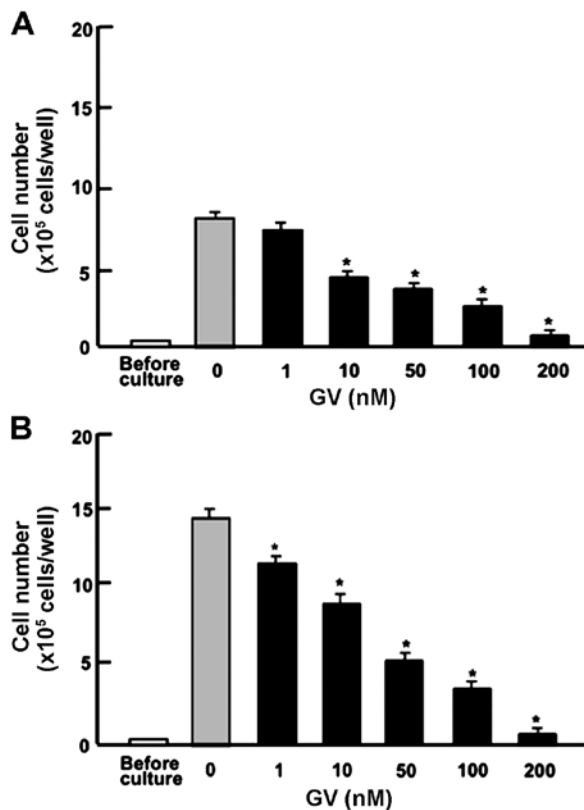 A
20
15
10
5
0
Cell number
(x10⁵ cells/well)
* * * *
Before
culture
0 1 10 50 100 200
GV (nM)
B
20
15
10
5
0
Cell number
(x10⁵ cells/well)
* * * * *
Before
culture
0 1 10 50 100 200
GV (nM)